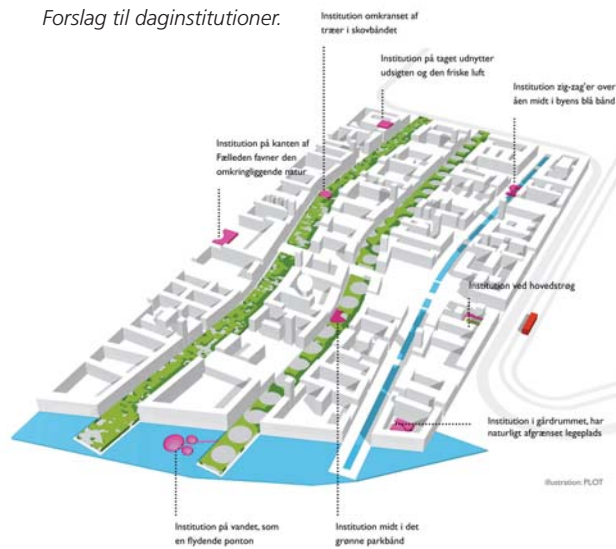 Forslag til daginstitutioner.
Institution omkranset af
træer i skovbåndet
Institution på taget udnytter
udsigten og den friske luft
Institution zig-zag'er over
åen midt i byens blå bånd
Institution på kanten af
Fælleden favner den
omkringliggende natur
Institution ved hovedstrøg
Institution i gårdrummet, har
naturligt afgrænset legeplads
Illustration: PLOT
Institution på vandet, som
en flydende ponton
Institution midt i det
grønne parkbånd